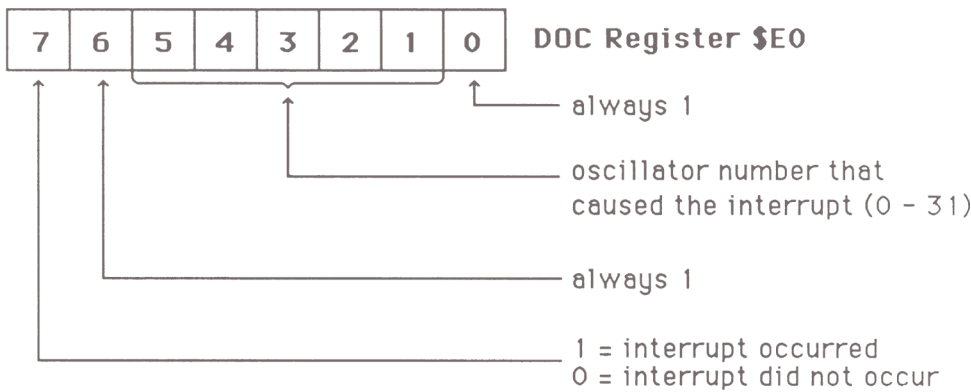 7 6 5 4 3 2 1 0 DOC Register $E0
always 1
oscillator number that
caused the interrupt (0 - 31)
always 1
1 = interrupt occurred
0 = interrupt did not occur